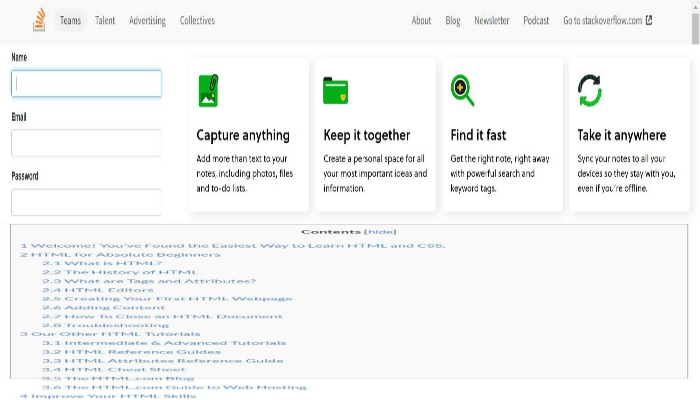 Teams Talent Advertising Collectives About Blog Newsletter Podcast Go to stackoverflow.com
Name
Email
Password
Capture anything
Add more than text to your
notes, including photos, files
and to-do lists.
Keep it together
Create a personal space for all
your most important ideas and
information.
Find it fast
Get the right note, right away
with powerful search and
keyword tags.
Take it anywhere
Sync your notes to all your
devices so they stay with you,
even if you're offline.
Contents [hide]
1 Welcome! You've Found the Easiest Way to Learn HTML and CSS.
2 HTML for Absolute Beginners
2.1 What is HTML?
2.2 The History of HTML
2.3 What are Tags and Attributes?
2.4 HTML Editors
2.5 Creating Your First HTML Webpage
2.6 Adding Content
2.7 How To Close an HTML Document
2.8 Troubleshooting
3 Our Other HTML Tutorials
3.1 Intermediate & Advanced Tutorials
3.2 HTML Reference Guides
3.3 HTML Attributes Reference Guide
3.4 HTML Cheat Sheet
3.5 The HTML.com Blog
3.6 The HTML.com Guide to Web Hosting
4 Improve Your HTML Skills